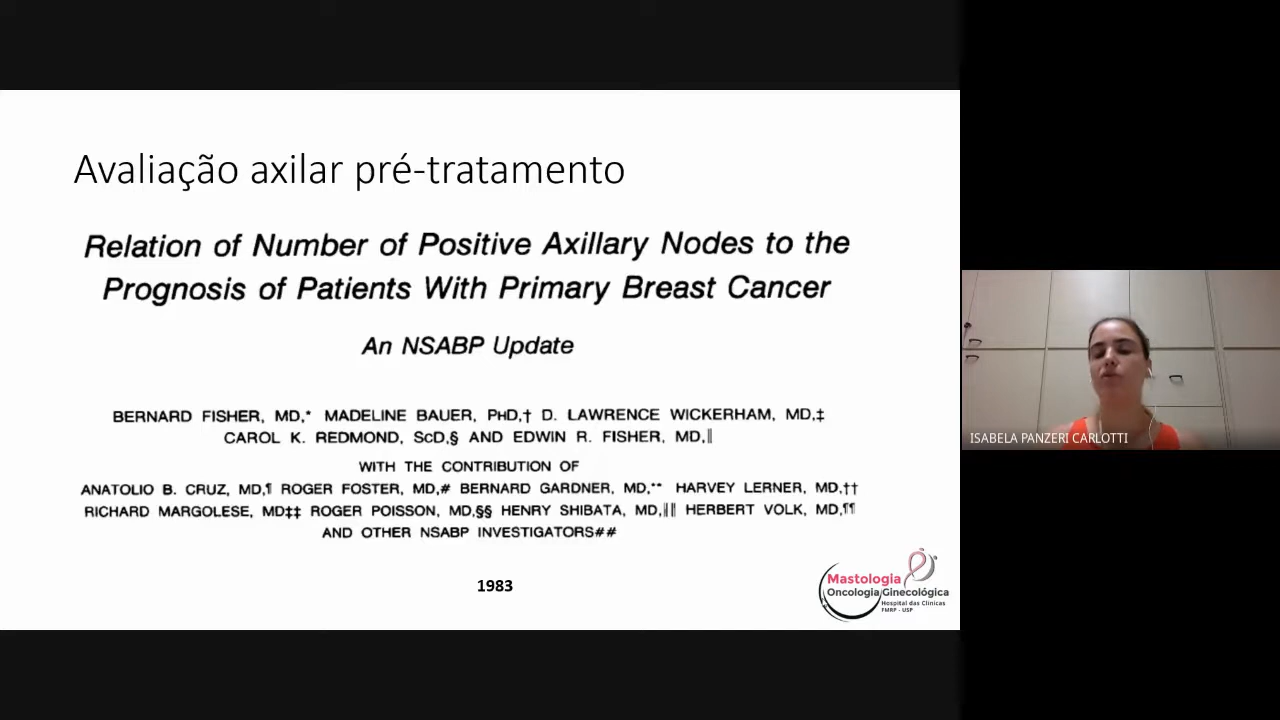 Avaliação axilar pré-tratamento
Relation of Number of Positive Axillary Nodes to the
Prognosis of Patients With Primary Breast Cancer
An NSABP Update
BERNARD FISHER, MD,* MADELINE BAUER, PHD,† D. LAWRENCE WICKERHAM, MD,‡
CAROL K. REDMOND, SCD,§ AND EDWIN R. FISHER, MD,‖
WITH THE CONTRIBUTION OF
ANATOLIO B. CRUZ, MD,¶ ROGER FOSTER, MD,# BERNARD GARDNER, MD,** HARVEY LERNER, MD,††
RICHARD MARGOLESE, MD‡‡ ROGER POISSON, MD,§§ HENRY SHIBATA, MD,‖‖ HERBERT VOLK, MD,¶¶
AND OTHER NSABP INVESTIGATORS##
1983
Mastologia
Oncologia Ginecológica
Hospital das Clínicas
FMRP - USP
ISABELA PANZERI CARLOTTI